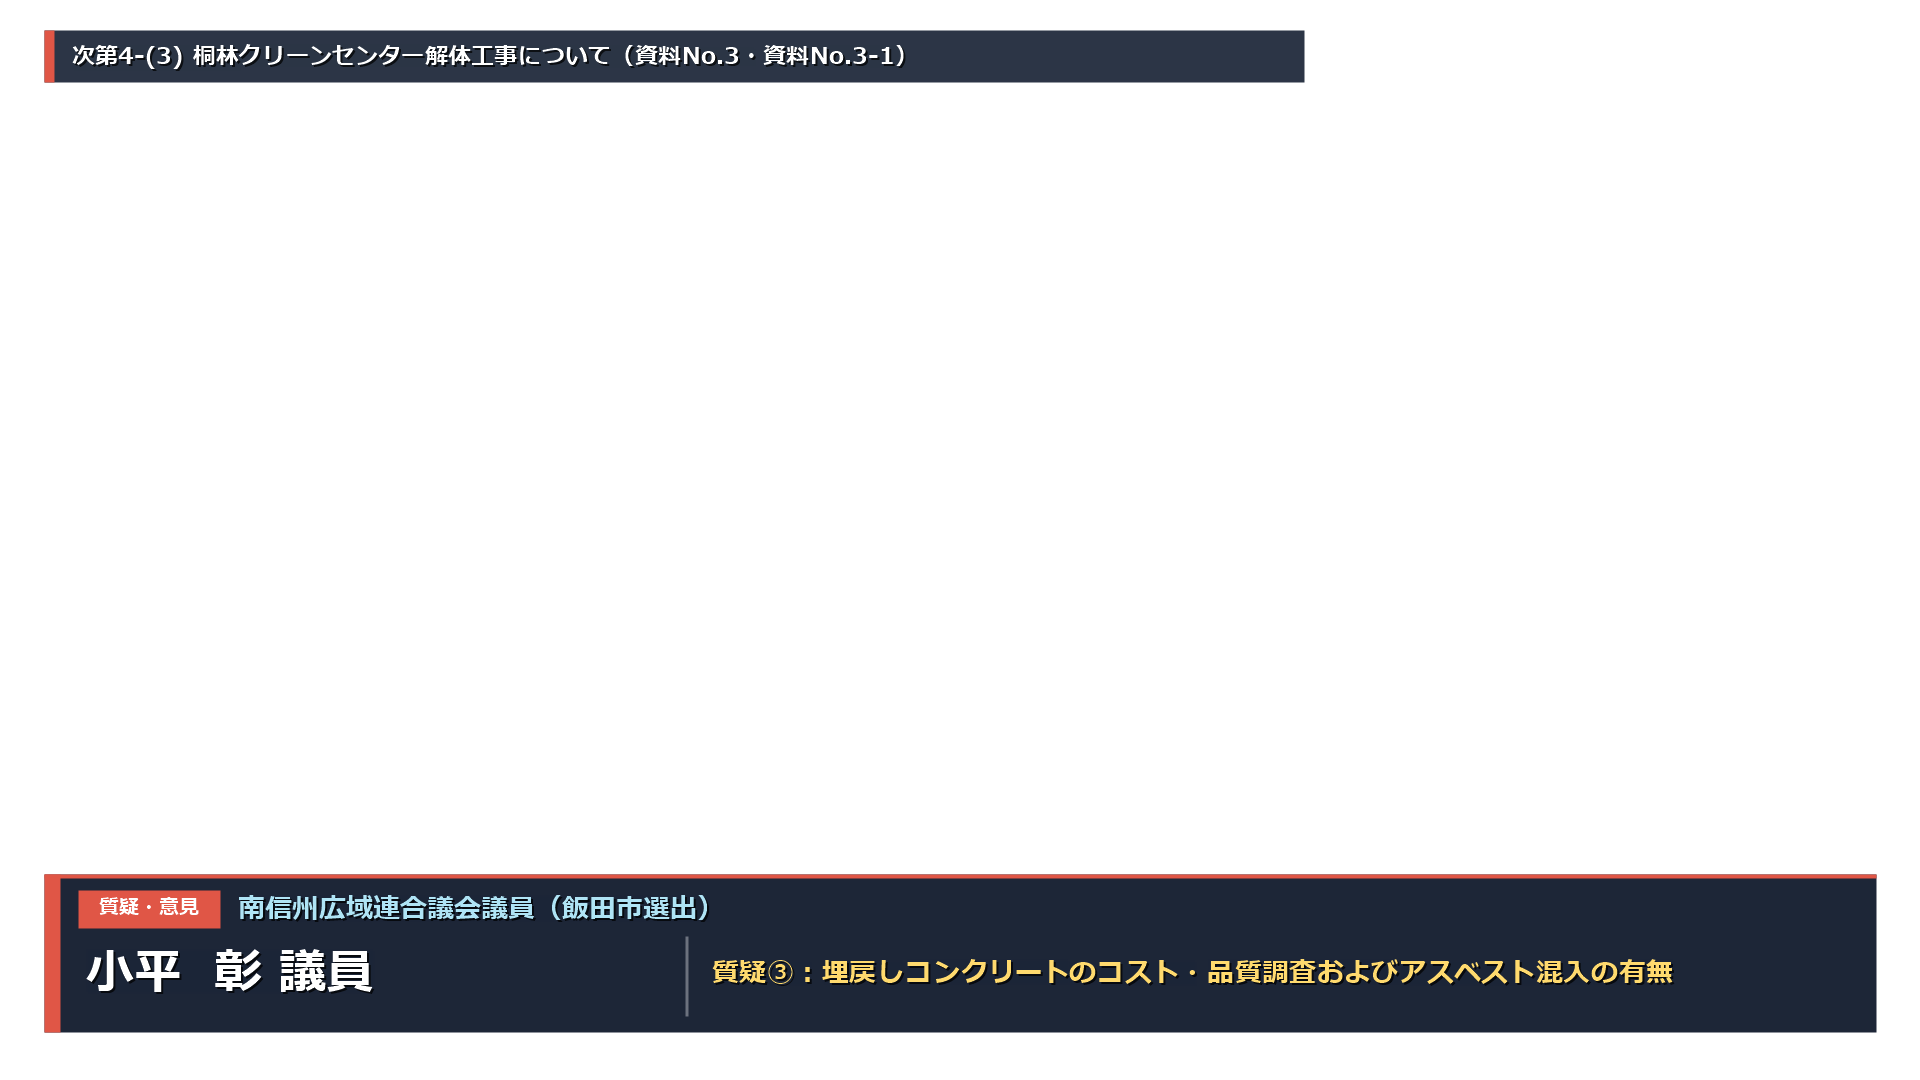 次第4-(3) 桐林クリーンセンター解体工事について（資料No.3・資料No.3-1）
質疑・意見 南信州広域連合議会議員（飯田市選出）
小平　彰 議員
質疑③：埋戻しコンクリートのコスト・品質調査およびアスベスト混入の有無